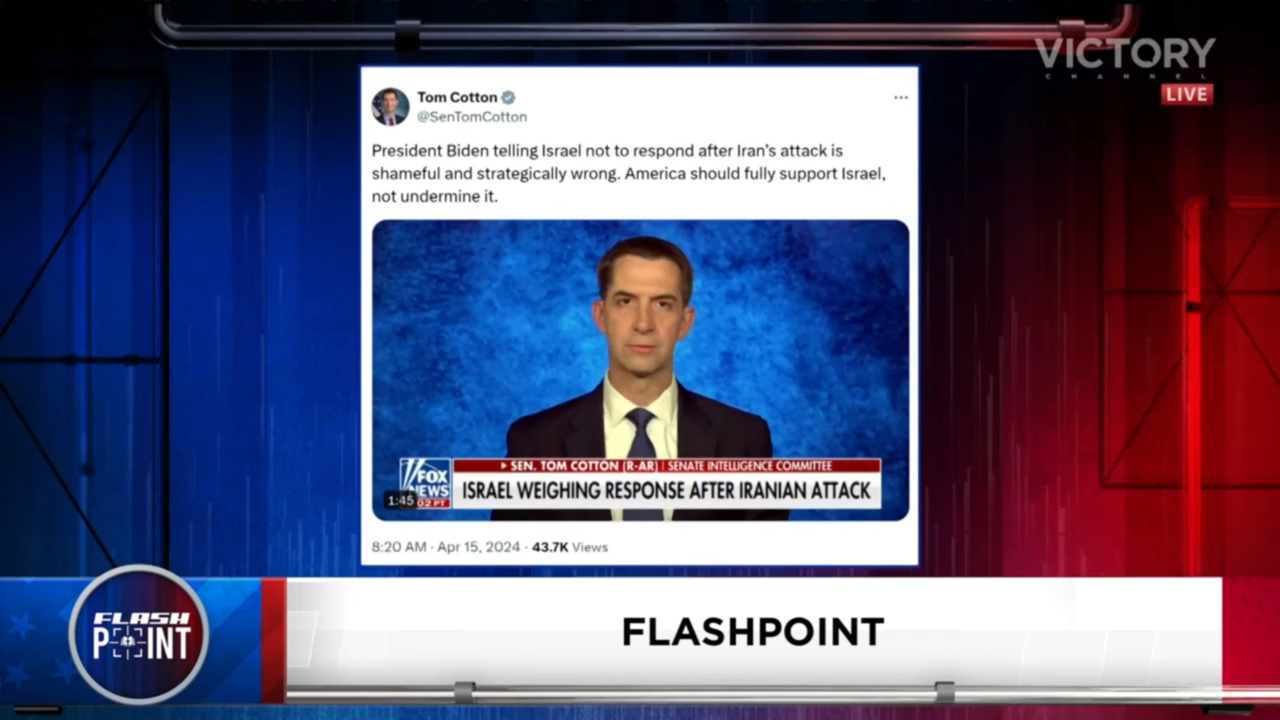 VICTORY
CHANNEL
LIVE
Tom Cotton
@SenTomCotton
President Biden telling Israel not to respond after Iran's attack is
shameful and strategically wrong. America should fully support Israel,
not undermine it.
SEN. TOM COTTON (R-AR) | SENATE INTELLIGENCE COMMITTEE
FOX
NEWS
ISRAEL WEIGHING RESPONSE AFTER IRANIAN ATTACK
1:45
02 PT
8:20 AM · Apr 15, 2024 · 43.7K Views
FLASH
POINT
FLASHPOINT